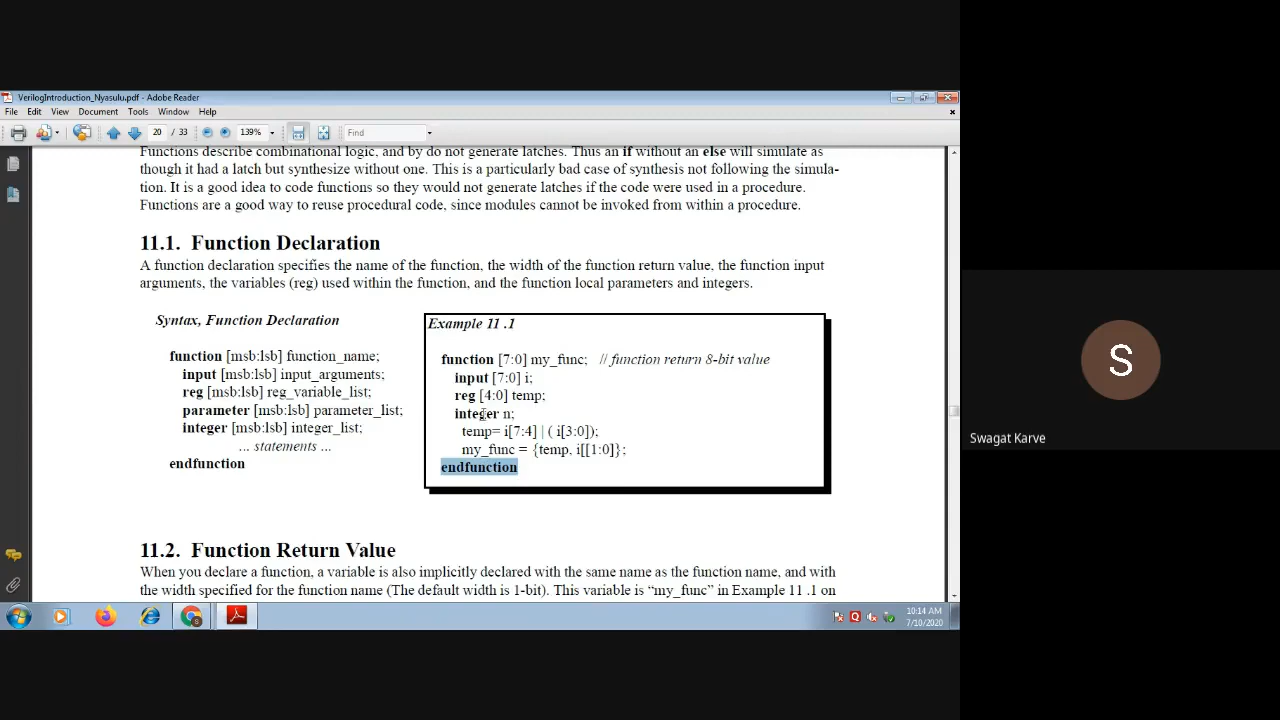 VerilogIntroduction_Nyasulu.pdf - Adobe Reader
File Edit View Document Tools Window Help
20 / 33 139% Find
Functions describe combinational logic, and by do not generate latches. Thus an if without an else will simulate as
though it had a latch but synthesize without one. This is a particularly bad case of synthesis not following the simula-
tion. It is a good idea to code functions so they would not generate latches if the code were used in a procedure.
Functions are a good way to reuse procedural code, since modules cannot be invoked from within a procedure.
11.1. Function Declaration
A function declaration specifies the name of the function, the width of the function return value, the function input
arguments, the variables (reg) used within the function, and the function local parameters and integers.
Syntax, Function Declaration
function [msb:lsb] function_name;
input [msb:lsb] input_arguments;
reg [msb:lsb] reg_variable_list;
parameter [msb:lsb] parameter_list;
integer [msb:lsb] integer_list;
... statements ...
endfunction
Example 11 .1
function [7:0] my_func; // function return 8-bit value
input [7:0] i;
reg [4:0] temp;
integer n;
temp= i[7:4] | ( i[3:0]);
my_func = {temp, i[[1:0]};
endfunction
11.2. Function Return Value
When you declare a function, a variable is also implicitly declared with the same name as the function name, and with
the width specified for the function name (The default width is 1-bit). This variable is “my_func” in Example 11 .1 on
10:14 AM
7/10/2020
S
Swagat Karve